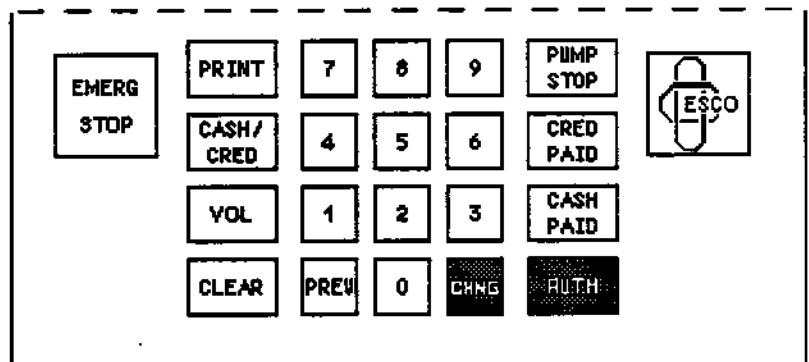 EMERG
STOP
PRINT 7 8 9
PUMP
STOP
ESCO
CASH/
CRED
4 5 6
CRED
PAID
VOL 1 2 3
CASH
PAID
CLEAR PREV 0 CHNG AUTH